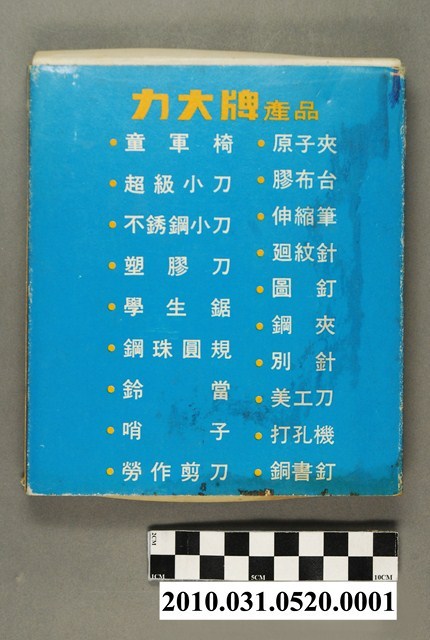 力大牌產品
童軍椅
超級小刀
不銹鋼小刀
塑膠刀
學生鋸
鋼珠圓規
鈴當
哨子
勞作剪刀
原子夾
膠布台
伸縮筆
廻紋針
圖釘
鋼夾
別針
美工刀
打孔機
銅書釘
2CM
1CM
5CM
10CM
2010.031.0520.0001